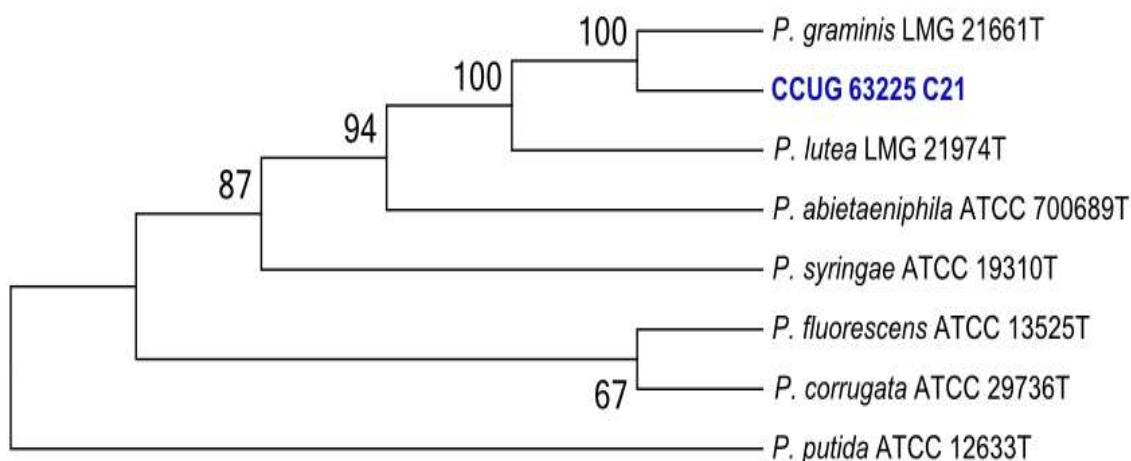 100
P. graminis LMG 21661T
100
CCUG 63225 C21
94
P. lutea LMG 21974T
87
P. abietaeniphila ATCC 700689T
P. syringae ATCC 19310T
P. fluorescens ATCC 13525T
67
P. corrugata ATCC 29736T
P. putida ATCC 12633T